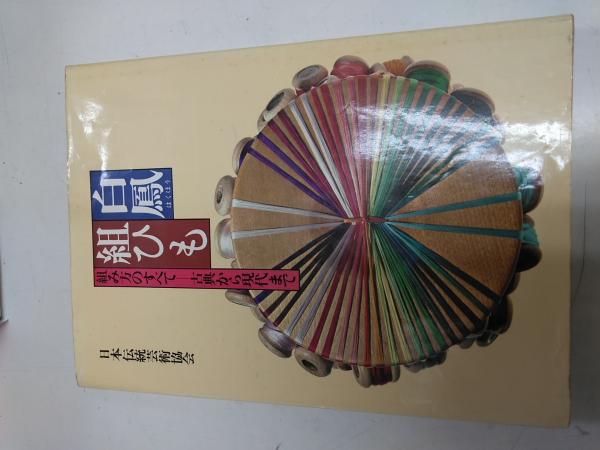 白鳳
はくほう
組ひも
組み方のすべて―古典から現代まで
日本伝統芸術協会